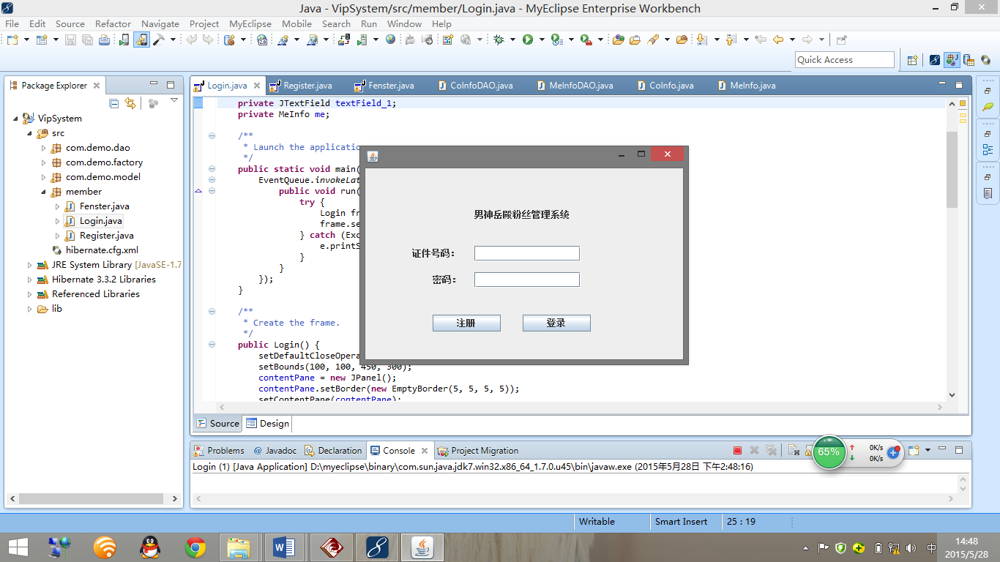 Java - VipSystem/src/member/Login.java - MyEclipse Enterprise Workbench
File Edit Source Refactor Navigate Project MyEclipse Mobile Search Run Window Help
Quick Access
Package Explorer
VipSystem
src
com.demo.dao
com.demo.factory
com.demo.model
member
Fenster.java
Login.java
Register.java
hibernate.cfg.xml
JRE System Library [JavaSE-1.7
Hibernate 3.3.2 Libraries
Referenced Libraries
lib
Login.java Register.java Fenster.java CoInfoDAO.java MeInfoDAO.java CoInfo.java MeInfo.java
private JTextField textField_1;
private MeInfo me;
/**
* Launch the applicatio
*/
public static void main(
EventQueue.invokeLat
public void run(
try {
Login fr
frame.se
} catch (Exc
e.printS
}
}
});
}
/**
* Create the frame.
*/
public Login() {
setDefaultCloseOpera
setBounds(100, 100, 450, 300);
contentPane = new JPanel();
contentPane.setBorder(new EmptyBorder(5, 5, 5, 5));
setContentPane(contentPane);
男神岳殿粉丝管理系统
证件号码：
密码：
注册 登录
Source Design
Problems @ Javadoc Declaration Console Project Migration
Login (1) [Java Application] D:\myeclipse\binary\com.sun.java.jdk7.win32.x86_64_1.7.0.u45\bin\javaw.exe (2015年5月28日 下午2:48:16)
65%
0K/s
0K/s
Writable Smart Insert 25 : 19
中
14:48
2015/5/28